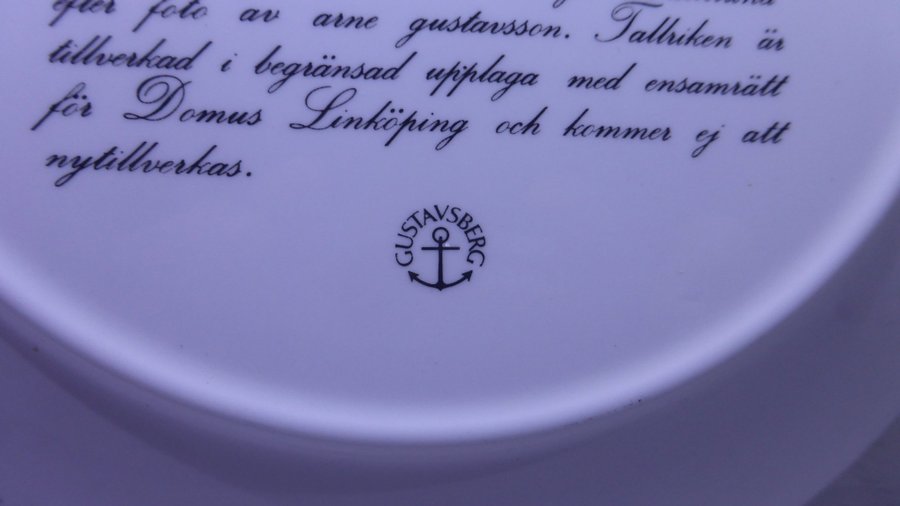 efter foto av arne gustavsson. Tallriken är
tillverkad i begränsad upplaga med ensamrätt
för Domus Linköping och kommer ej att
nytillverkas.
GUSTAVSBERG